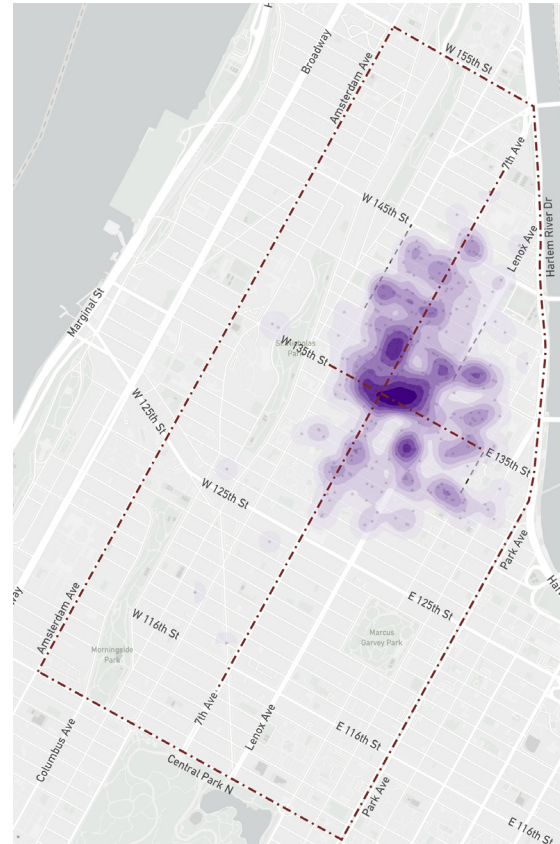 Broadway
Amsterdam Ave
W 155th St
7th Ave
W 145th St
Lenox Ave
Harlem River Dr
Marginal St
W 135th St
W 125th St
E 135th St
W 125th St
Park Ave
E 125th St
Amsterdam Ave
W 116th St
Marcus
Garvey Park
Morningside
Park
7th Ave
Lenox Ave
E 116th St
Columbus Ave
Central Park N
Park Ave
E 116th St